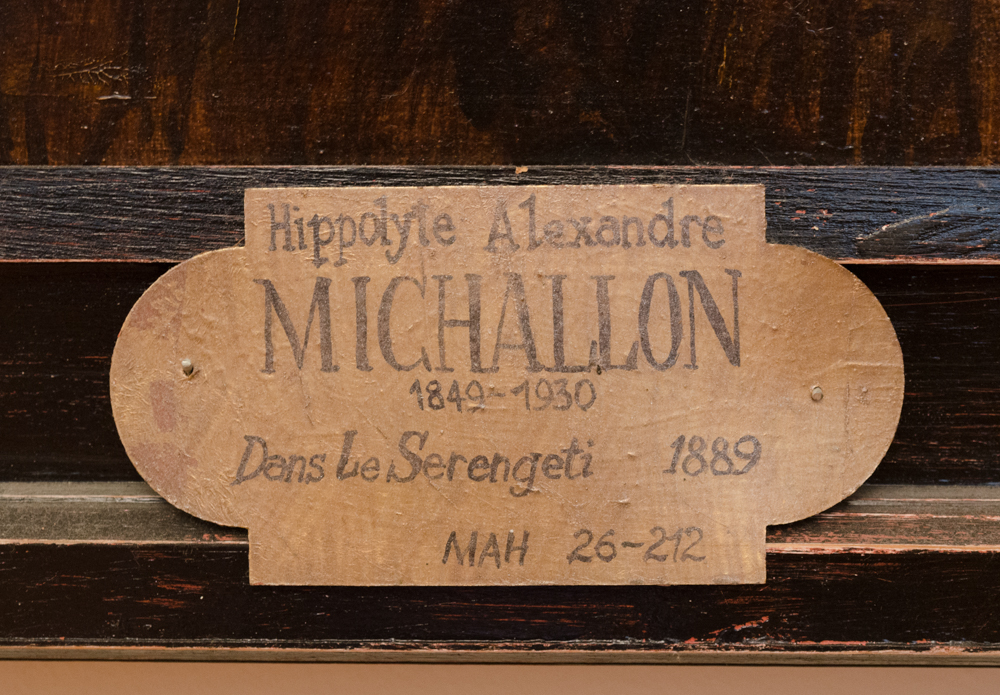 Hippolyte Alexandre
MICHALLON
1849-1930
Dans Le Serengeti 1889
MAH 26-212